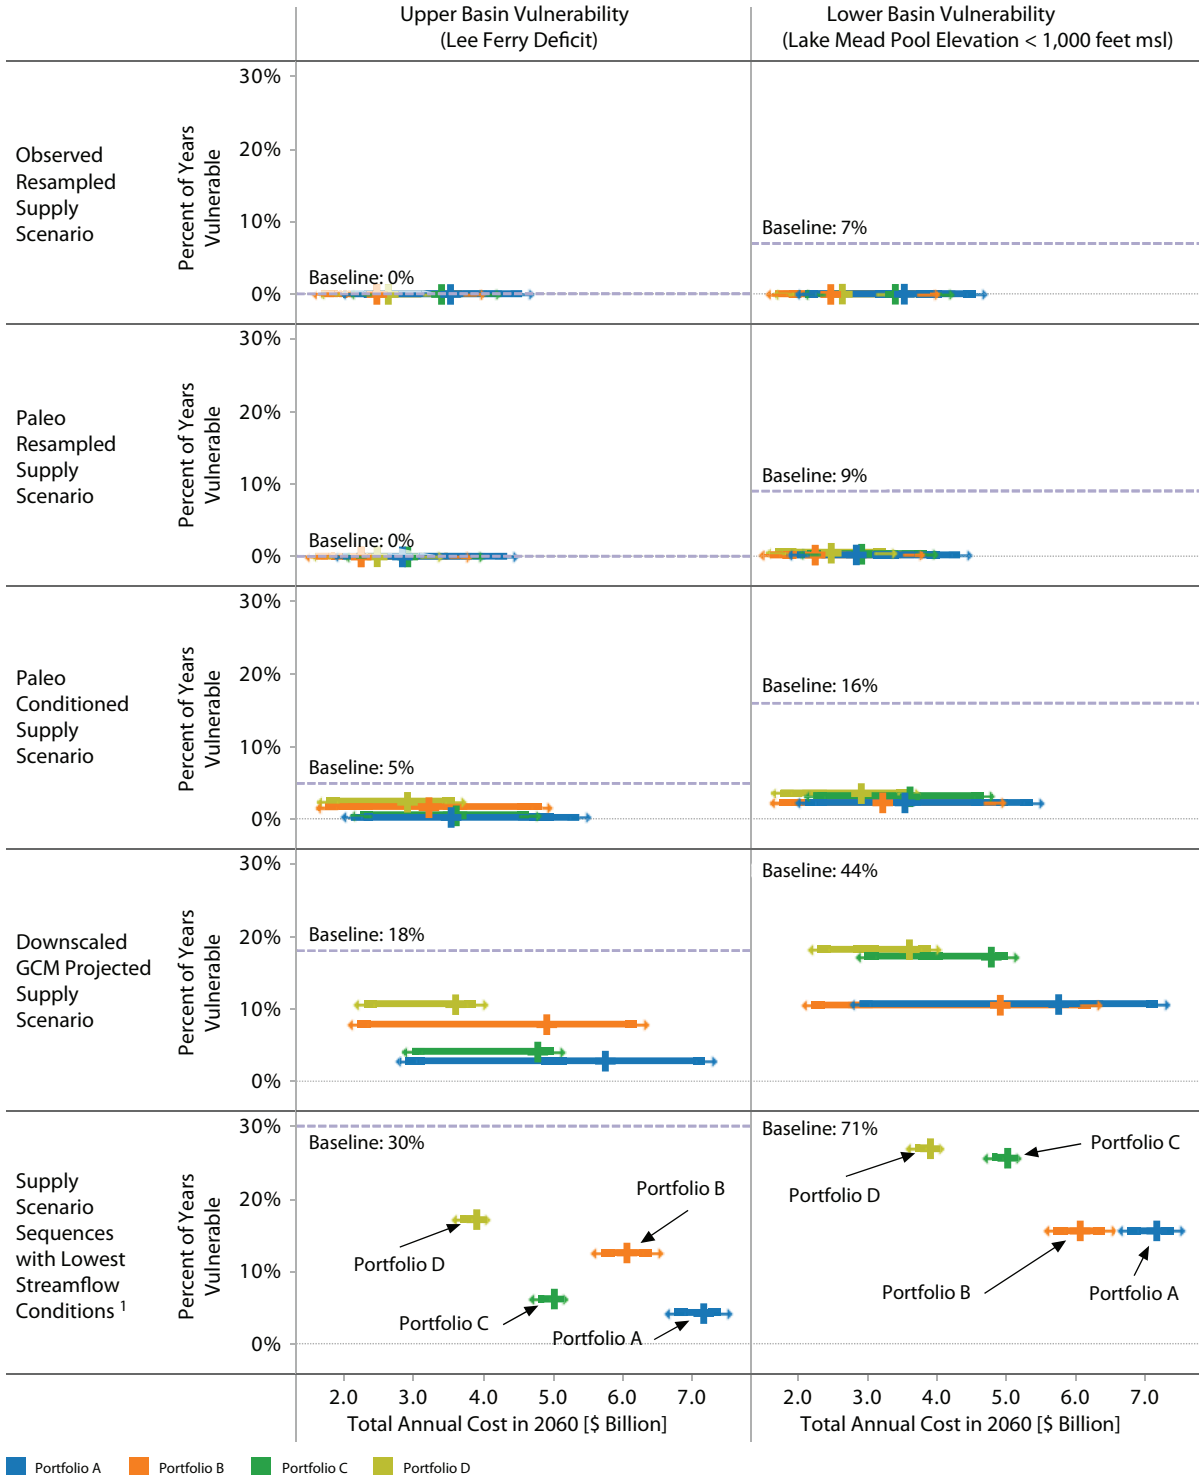 Upper Basin Vulnerability
(Lee Ferry Deficit)
Lower Basin Vulnerability
(Lake Mead Pool Elevation < 1,000 feet msl)
Observed
Resampled
Supply
Scenario
Percent of Years
Vulnerable
30%
20%
10%
0%
Baseline: 0%
Baseline: 7%
Paleo
Resampled
Supply
Scenario
Percent of Years
Vulnerable
30%
20%
10%
0%
Baseline: 0%
Baseline: 9%
Paleo
Conditioned
Supply
Scenario
Percent of Years
Vulnerable
30%
20%
10%
0%
Baseline: 5%
Baseline: 16%
Downscaled
GCM Projected
Supply
Scenario
Percent of Years
Vulnerable
30%
20%
10%
0%
Baseline: 18%
Baseline: 44%
Supply
Scenario
Sequences
with Lowest
Streamflow
Conditions 1
Percent of Years
Vulnerable
30%
20%
10%
0%
Baseline: 30%
Portfolio B
Portfolio D
Portfolio C
Portfolio A
Baseline: 71%
Portfolio C
Portfolio D
Portfolio B
Portfolio A
2.0 3.0 4.0 5.0 6.0 7.0
Total Annual Cost in 2060 [$ Billion]
2.0 3.0 4.0 5.0 6.0 7.0
Total Annual Cost in 2060 [$ Billion]
Portfolio A Portfolio B Portfolio C Portfolio D